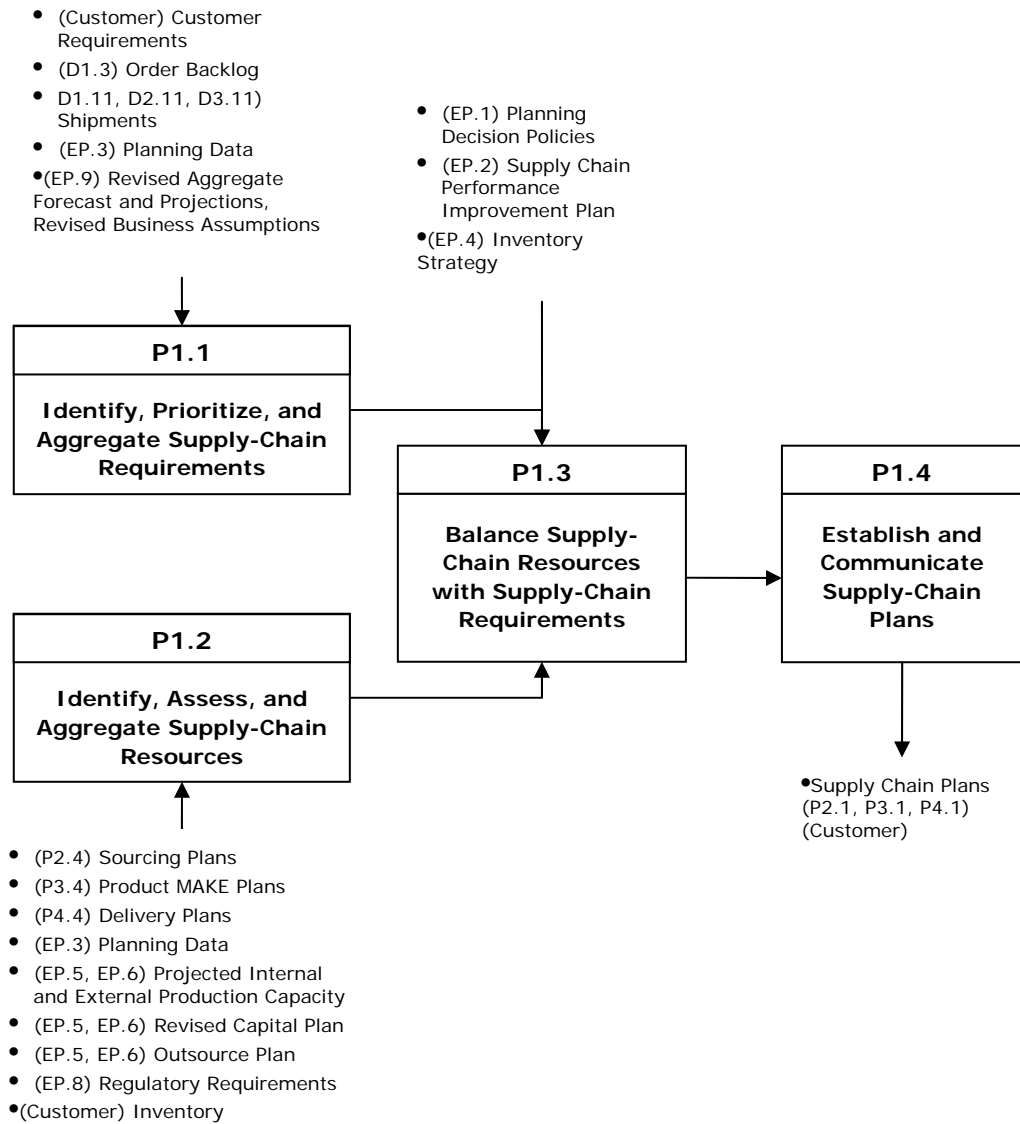 • (Customer) Customer
Requirements
• (D1.3) Order Backlog
• D1.11, D2.11, D3.11)
Shipments
• (EP.3) Planning Data
•(EP.9) Revised Aggregate
Forecast and Projections,
Revised Business Assumptions
• (EP.1) Planning
Decision Policies
• (EP.2) Supply Chain
Performance
Improvement Plan
•(EP.4) Inventory
Strategy
P1.1
Identify, Prioritize, and
Aggregate Supply-Chain
Requirements
P1.3
Balance Supply-
Chain Resources
with Supply-Chain
Requirements
P1.4
Establish and
Communicate
Supply-Chain
Plans
P1.2
Identify, Assess, and
Aggregate Supply-Chain
Resources
•Supply Chain Plans
(P2.1, P3.1, P4.1)
(Customer)
• (P2.4) Sourcing Plans
• (P3.4) Product MAKE Plans
• (P4.4) Delivery Plans
• (EP.3) Planning Data
• (EP.5, EP.6) Projected Internal
and External Production Capacity
• (EP.5, EP.6) Revised Capital Plan
• (EP.5, EP.6) Outsource Plan
• (EP.8) Regulatory Requirements
•(Customer) Inventory